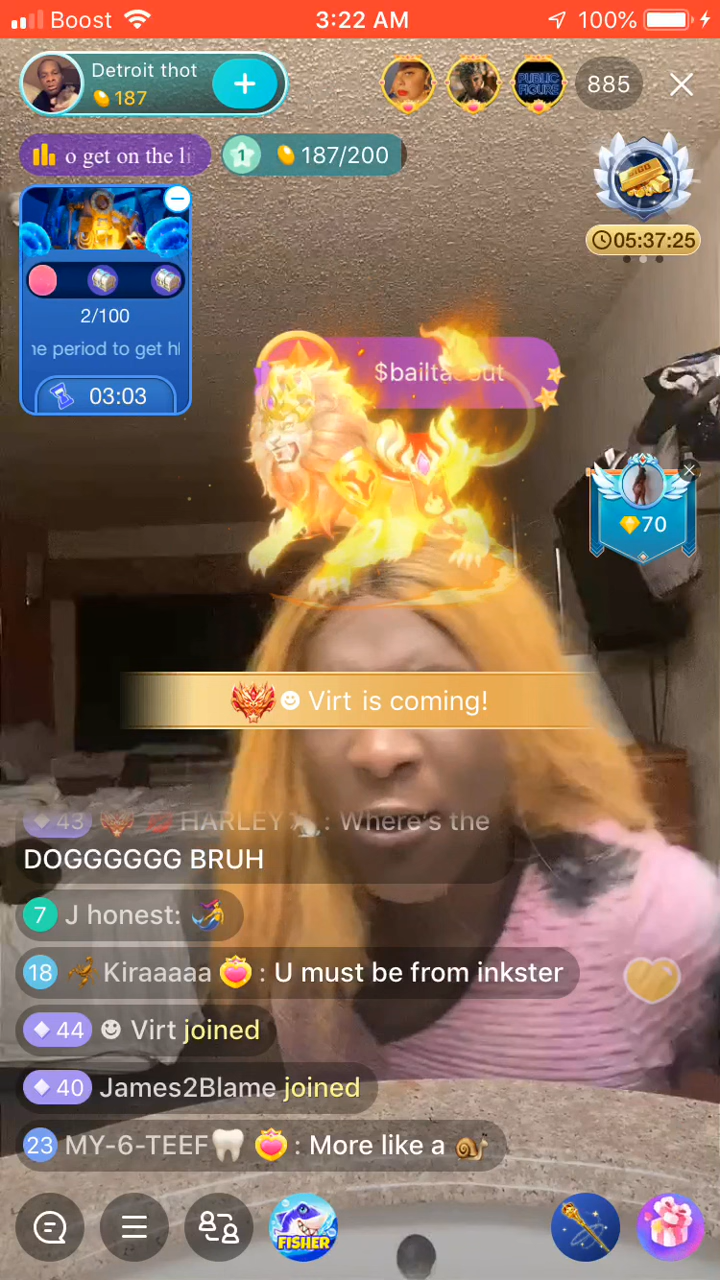 Boost
3:22 AM
100%
Detroit thot
187
PUBLIC
FIGURE
885
o get on the li
1
187/200
05:37:25
2/100
ne period to get hi
03:03
70
Virt is coming!
43 HARLEY : Where's the
DOGGGGGG BRUH
7 J honest:
18 Kiraaaaa : U must be from inkster
44 Virt joined
40 James2Blame joined
23 MY-6-TEEF : More like a
FISHER